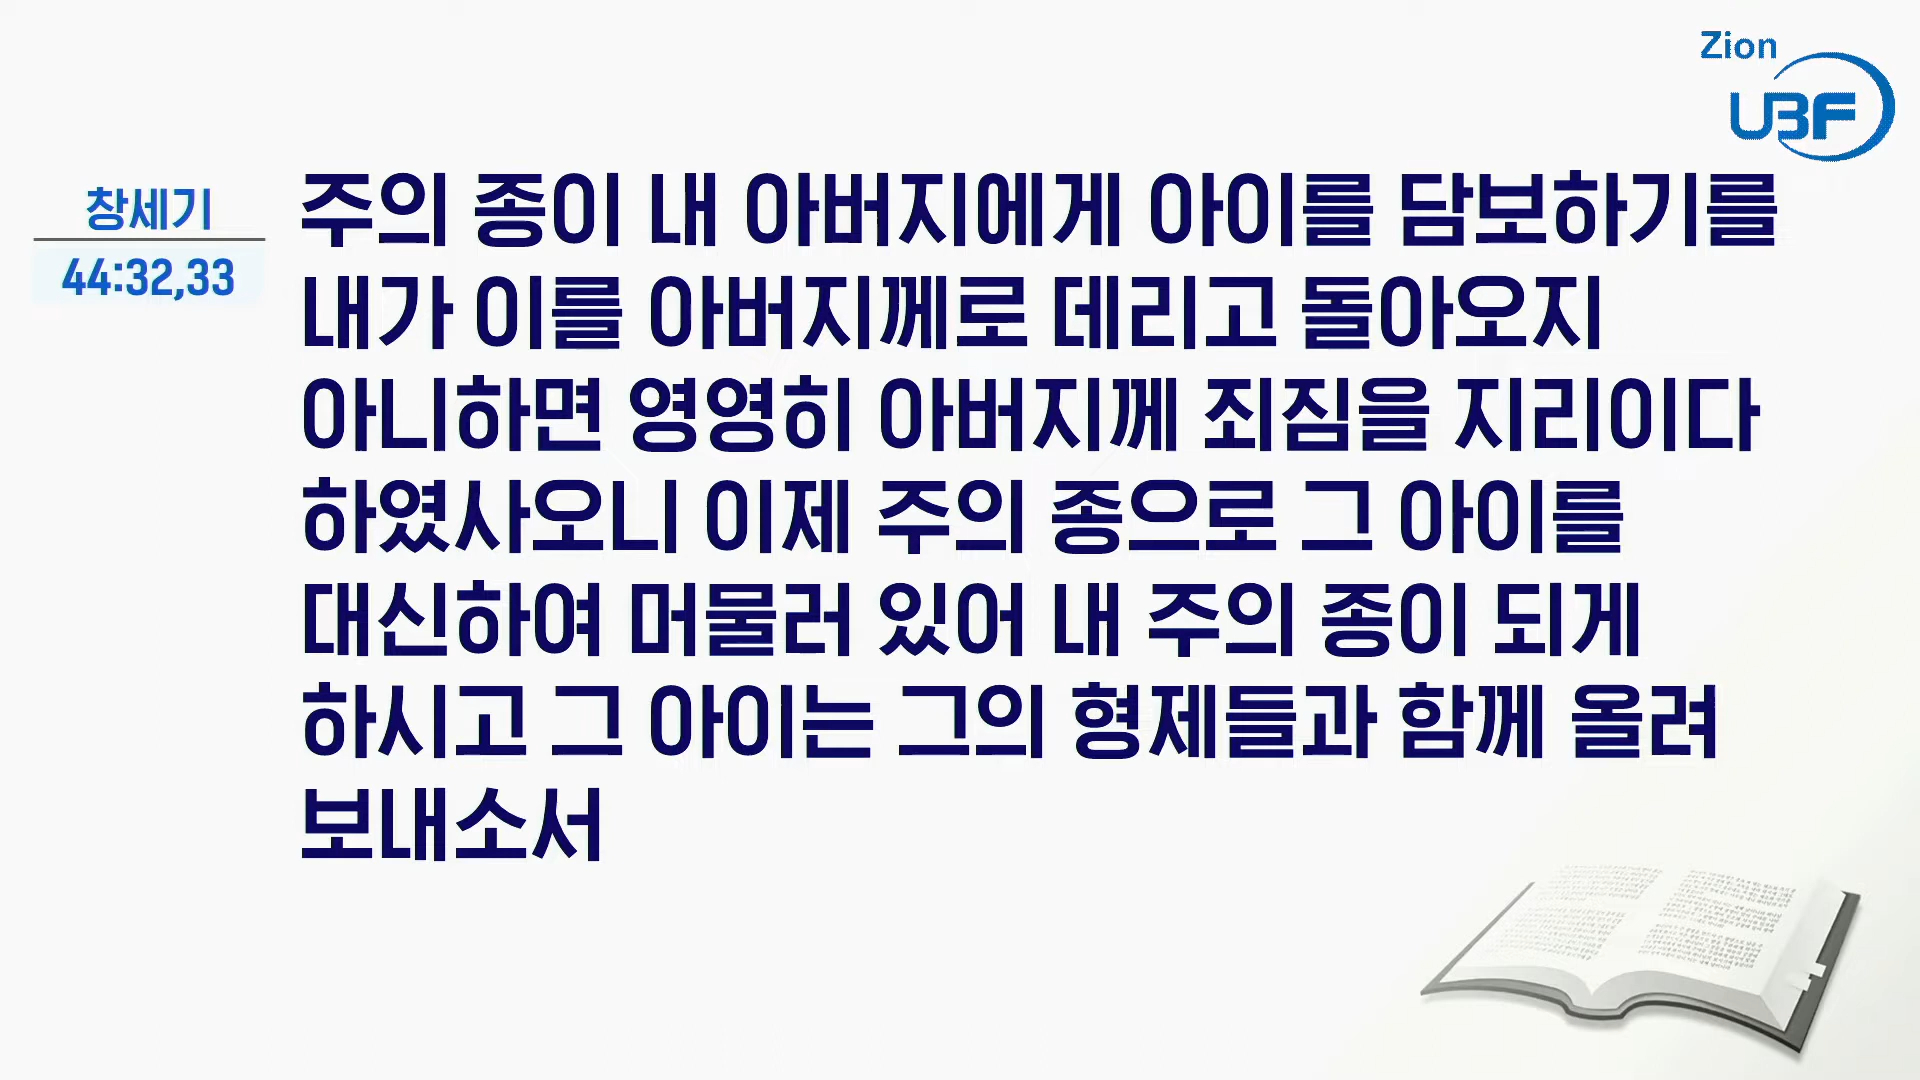 Zion
UBF
창세기
44:32,33
주의 종이 내 아버지에게 아이를 담보하기를
내가 이를 아버지께로 데리고 돌아오지
아니하면 영영히 아버지께 죄짐을 지리이다
하였사오니 이제 주의 종으로 그 아이를
대신하여 머물러 있어 내 주의 종이 되게
하시고 그 아이는 그의 형제들과 함께 올려
보내소서